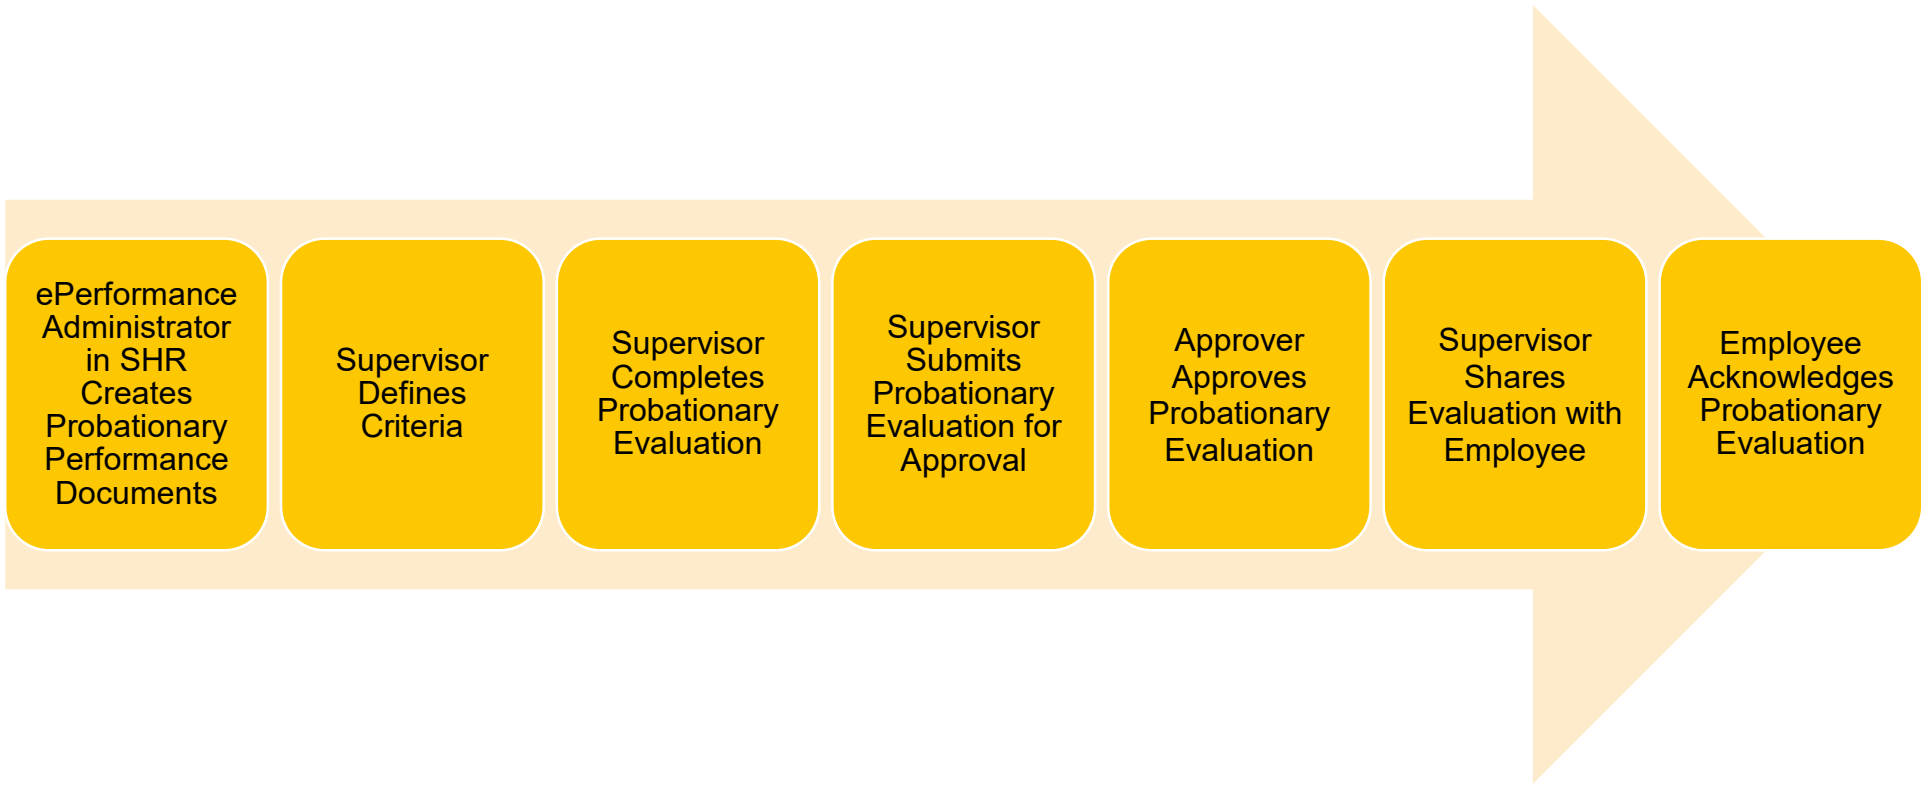 ePerformance
Administrator
in SHR
Creates
Probationary
Performance
Documents
Supervisor
Defines
Criteria
Supervisor
Completes
Probationary
Evaluation
Supervisor
Submits
Probationary
Evaluation for
Approval
Approver
Approves
Probationary
Evaluation
Supervisor
Shares
Evaluation with
Employee
Employee
Acknowledges
Probationary
Evaluation